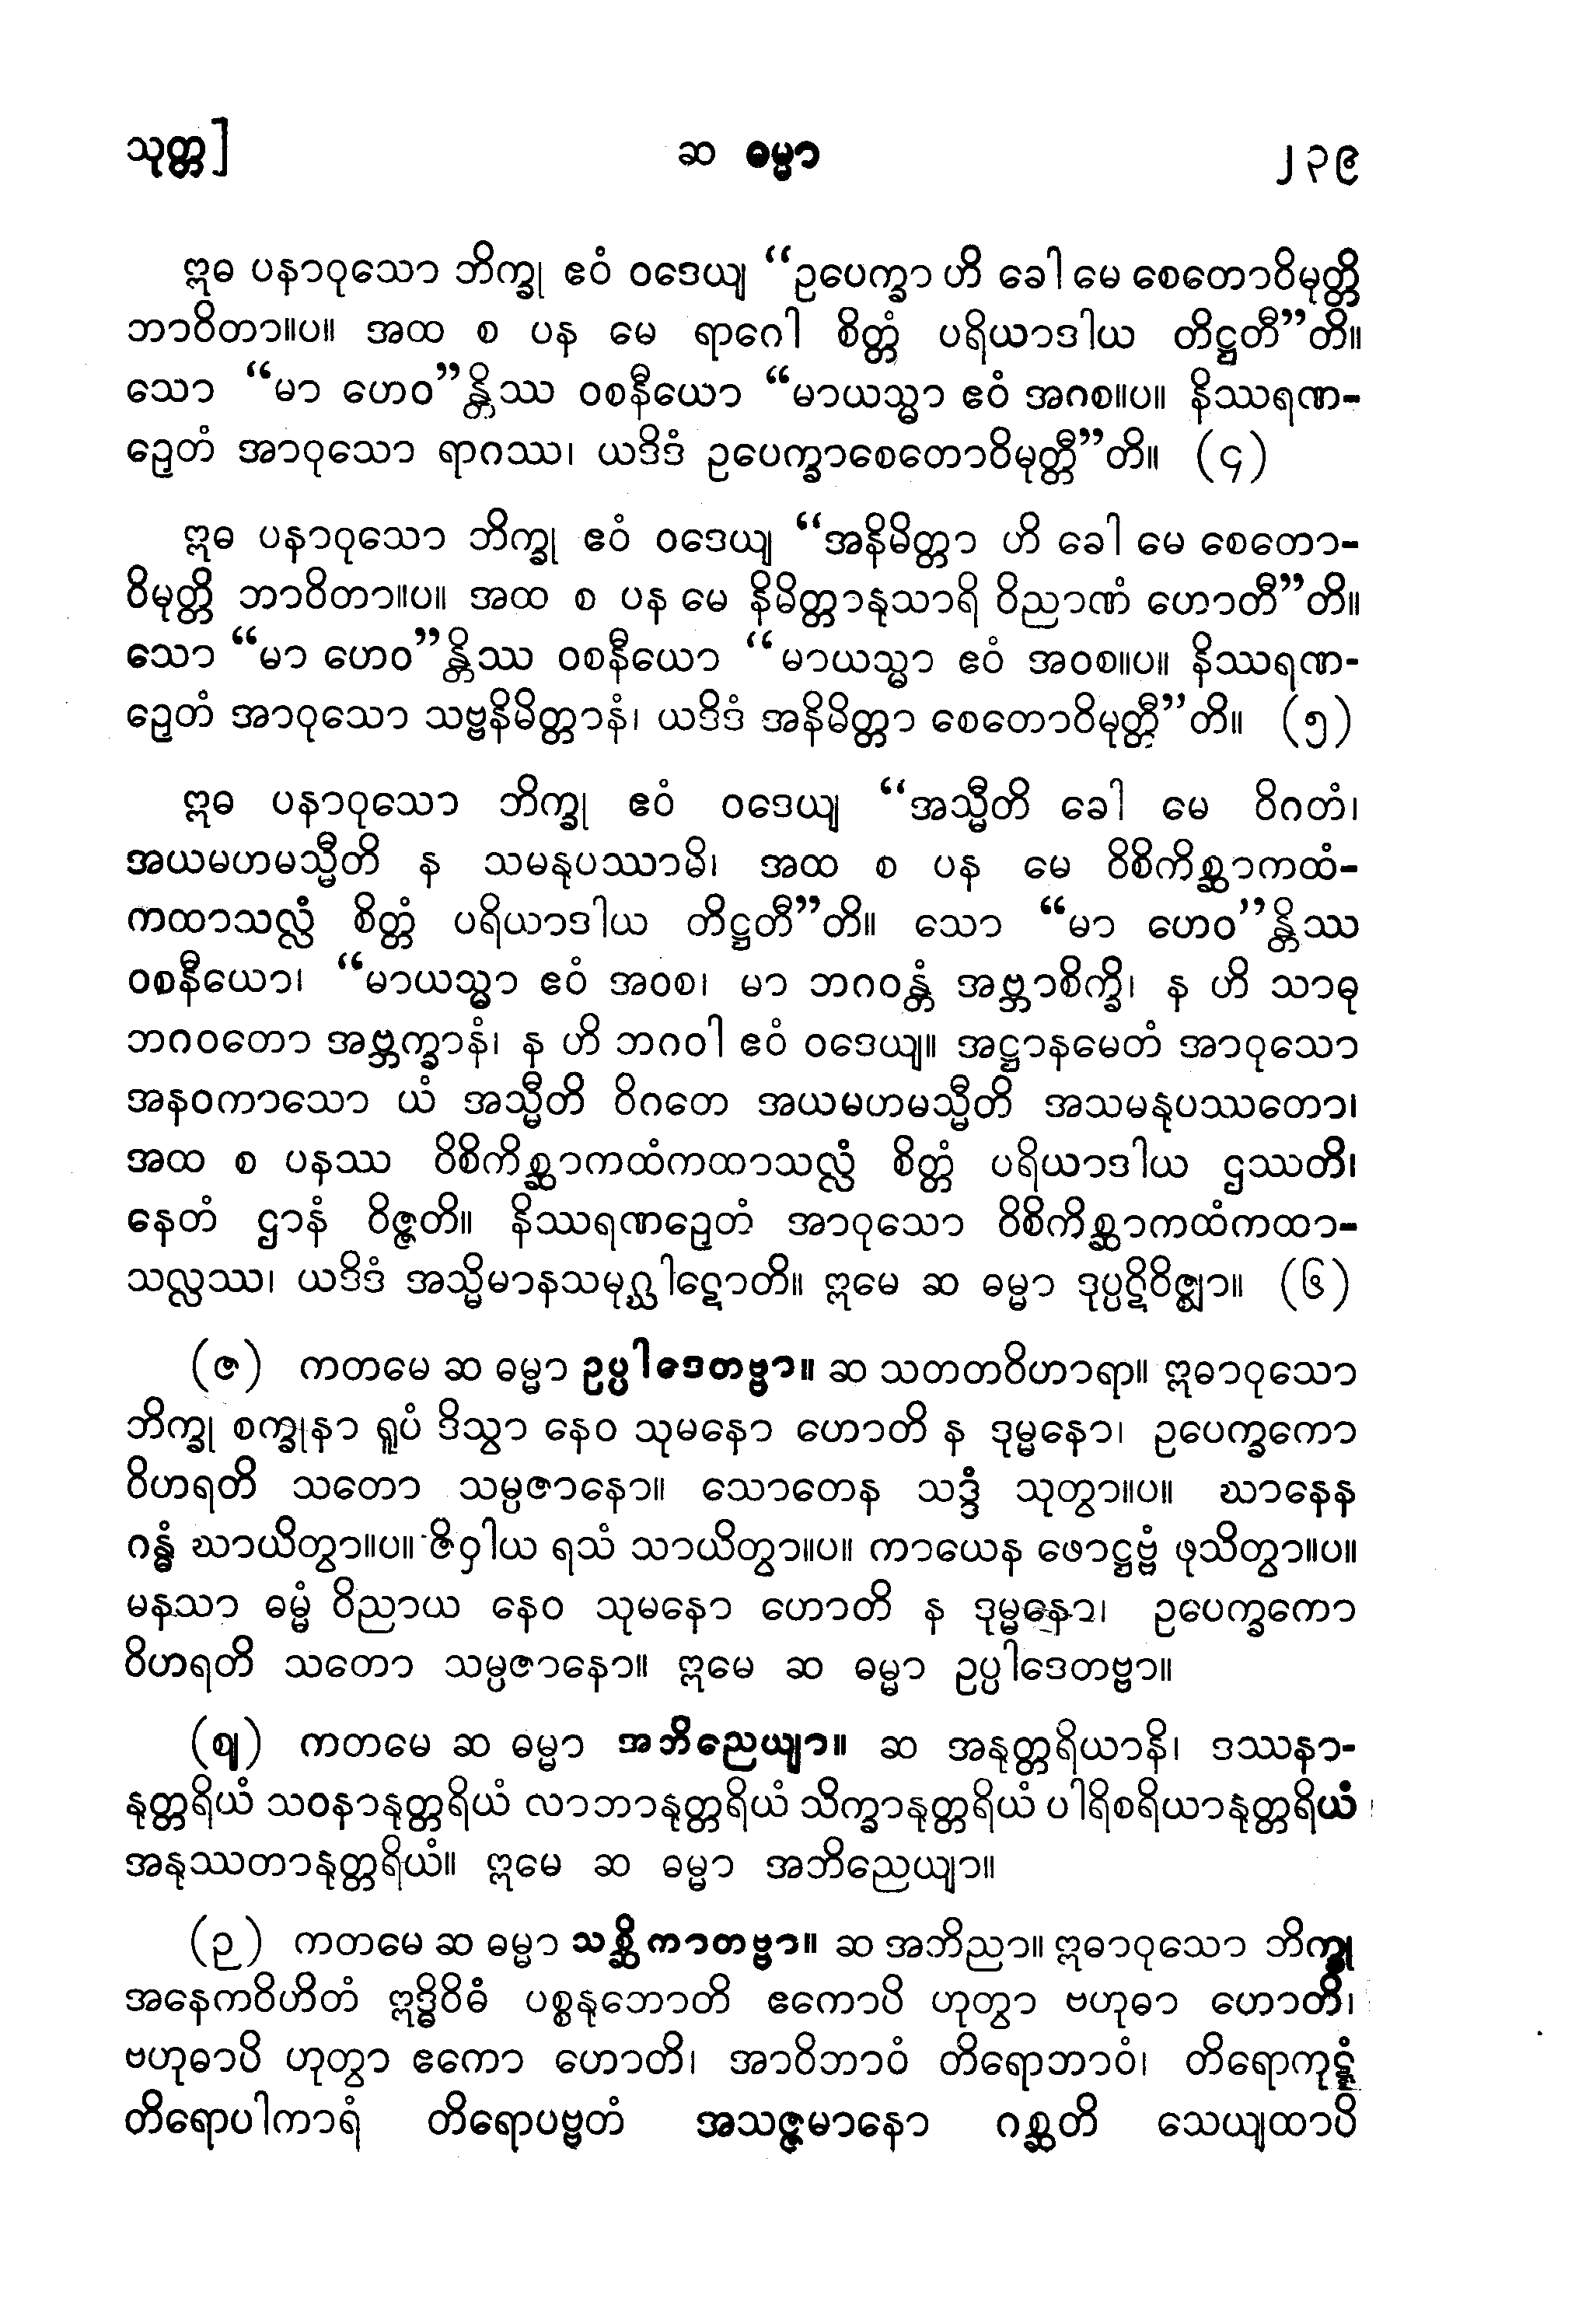 သုတ္တ] ဆ ဓမ္မာ ၂၃၉
ဣဓ ပနာဝုသော ဘိက္ခု ဧဝံ ဝဒေယျ “ဥပေက္ခာ ဟိ ခေါ မေ စေတောဝိမုတ္တိ
ဘာဝိတာ။ပ။ အထ စ ပန မေ ရာဂေါ စိတ္တံ ပရိယာဒါယ တိဋ္ဌတီ”တိ။
သော “မာ ဟေဝ”န္တိဿ ဝစနီယော “မာယသ္မာ ဧဝံ အဂစ။ပ။ နိဿရဏ-
ဉှေတံ အာဝုသော ရာဂဿ၊ ယဒိဒံ ဥပေက္ခာစေတောဝိမုတ္တီ”တိ။ (၄)
ဣဓ ပနာဝုသော ဘိက္ခု ဧဝံ ဝဒေယျ “အနိမိတ္တာ ဟိ ခေါ မေ စေတော-
ဝိမုတ္တိ ဘာဝိတာ။ပ။ အထ စ ပန မေ နိမိတ္တာနုသာရိ ဝိညာဏံ ဟောတီ”တိ။
သော “မာ ဟေဝ”န္တိဿ ဝစနီယော “မာယသ္မာ ဧဝံ အဝစ။ပ။ နိဿရဏ-
ဉှေတံ အာဝုသော သဗ္ဗနိမိတ္တာနံ၊ ယဒိဒံ အနိမိတ္တာ စေတောဝိမုတ္တီ”တိ။ (၅)
ဣဓ ပနာဝုသော ဘိက္ခု ဧဝံ ဝဒေယျ “အသ္မီတိ ခေါ မေ ဝိဂတံ၊
အယမဟမသ္မီတိ န သမနုပဿာမိ၊ အထ စ ပန မေ ဝိစိကိစ္ဆာကထံ-
ကထာသလ္လံ စိတ္တံ ပရိယာဒါယ တိဋ္ဌတီ”တိ။ သော “မာ ဟေဝ”န္တိဿ
ဝစနီယော၊ “မာယသ္မာ ဧဝံ အဝစ၊ မာ ဘဂဝန္တံ အဗ္ဘာစိက္ခိ၊ န ဟိ သာဓု
ဘဂဝတော အဗ္ဘက္ခာနံ၊ န ဟိ ဘဂဝါ ဧဝံ ဝဒေယျ။ အဋ္ဌာနမေတံ အာဝုသော
အနဝကာသော ယံ အသ္မီတိ ဝိဂတေ အယမဟမသ္မီတိ အသမနုပဿတော၊
အထ စ ပနဿ ဝိစိကိစ္ဆာကထံကထာသလ္လံ စိတ္တံ ပရိယာဒါယ ဌဿတိ၊
နေတံ ဌာနံ ဝိဇ္ဇတိ။ နိဿရဏဉှေတံ အာဝုသော ဝိစိကိစ္ဆာကထံကထာ-
သလ္လဿ၊ ယဒိဒံ အသ္မိမာနသမုဂ္ဃါဋောတိ။ ဣမေ ဆ ဓမ္မာ ဒုပ္ပဋိဝိဇ္ဈာ။ (၆)
(ဇ) ကတမေ ဆ ဓမ္မာ ဥပ္ပါဒေတဗ္ဗာ။ ဆ သတတဝိဟာရာ။ ဣဓာဝုသော
ဘိက္ခု စက္ခုနာ ရူပံ ဒိသွာ နေဝ သုမနော ဟောတိ န ဒုမ္မနော၊ ဥပေက္ခကော
ဝိဟရတိ သတော သမ္ပဇာနော။ သောတေန သဒ္ဒံ သုတွာ။ပ။ ဃာနေန
ဂန္ဓံ ဃာယိတွာ။ပ။ ဇိဝှါယ ရသံ သာယိတွာ။ပ။ ကာယေန ဖောဋ္ဌဗ္ဗံ ဖုသိတွာ။ပ။
မနသာ ဓမ္မံ ဝိညာယ နေဝ သုမနော ဟောတိ န ဒုမ္မနော၊ ဥပေက္ခကော
ဝိဟရတိ သတော သမ္ပဇာနော။ ဣမေ ဆ ဓမ္မာ ဥပ္ပါဒေတဗ္ဗာ။
(ဈ) ကတမေ ဆ ဓမ္မာ အဘိညေယျာ။ ဆ အနုတ္တရိယာနိ၊ ဒဿနာ-
နုတ္တရိယံ သဝနာနုတ္တရိယံ လာဘာနုတ္တရိယံ သိက္ခာနုတ္တရိယံ ပါရိစရိယာနုတ္တရိယံ၊
အနုဿတာနုတ္တရိယံ။ ဣမေ ဆ ဓမ္မာ အဘိညေယျာ။
(ဉ) ကတမေ ဆ ဓမ္မာ သစ္ဆိကာတဗ္ဗာ။ ဆ အဘိညာ။ ဣဓာဝုသော ဘိက္ခု
အနေကဝိဟိတံ ဣဒ္ဓိဝိဓံ ပစ္စနုဘောတိ ဧကောပိ ဟုတွာ ဗဟုဓာ ဟောတိ၊
ဗဟုဓာပိ ဟုတွာ ဧကော ဟောတိ၊ အာဝိဘာဝံ တိရောဘာဝံ၊ တိရောကုဋ္ဋံ
တိရောပါကာရံ တိရောပဗ္ဗတံ အသဇ္ဇမာနော ဂစ္ဆတိ သေယျထာပိ